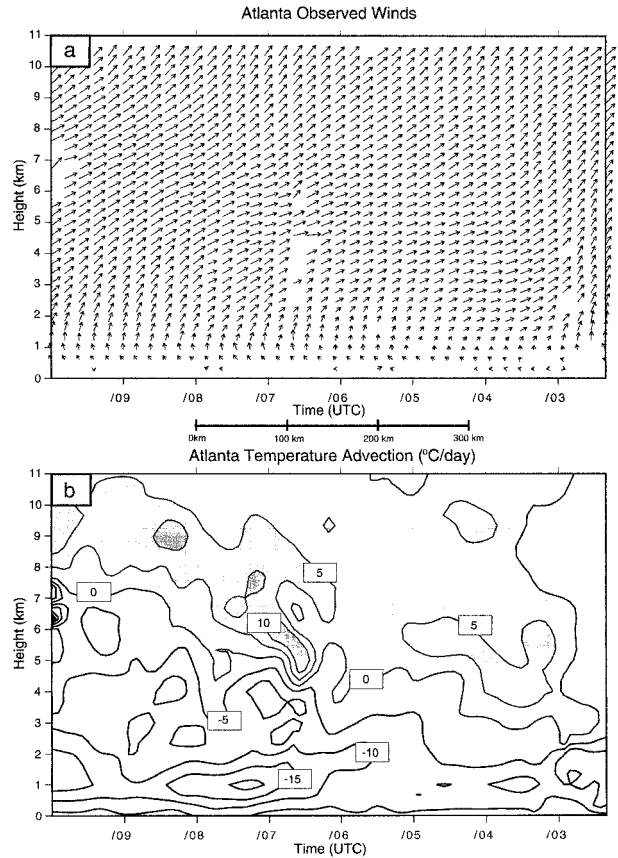 Atlanta Observed Winds
a
11
10
9
8
7
6
5
4
3
2
1
0
Height (km)
/09 /08 /07 /06 /05 /04 /03
Time (UTC)
0km 100 km 200 km 300 km
Atlanta Temperature Advection (ºC/day)
b
11
10
9
8
7
6
5
4
3
2
1
0
Height (km)
0
5
10
5
0
-5
-10
-15
/09 /08 /07 /06 /05 /04 /03
Time (UTC)